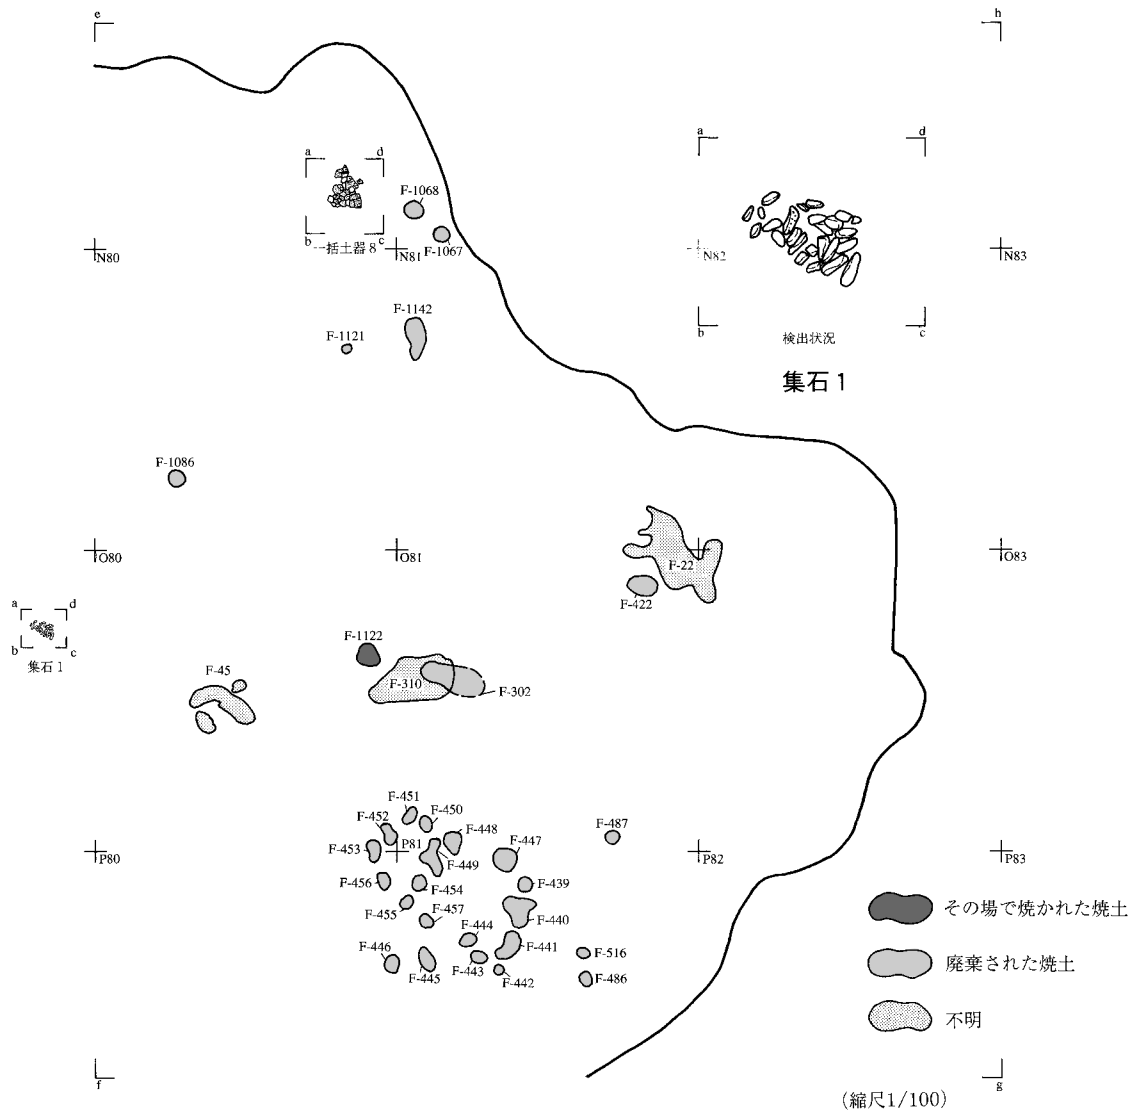 e
h
a
d
a
d
F-1068
b
c
F-1067
一括土器 8
N80
N81
N82
N83
F-1142
F-1121
b
c
検出状況
集石 1
F-1086
O80
O81
O83
F-22
F-422
a
d
b
c
集石 1
F-1122
F-45
F-310
F-302
F-451
F-450
F-452
F-448
F-447
F-487
P81
F-453
F-449
P80
P82
P83
F-456
F-454
F-439
F-455
F-457
F-440
F-444
F-446
F-441
F-516
F-445
F-443
F-442
F-486
その場で焼かれた焼土
廃棄された焼土
不明
f
g
(縮尺1/100)